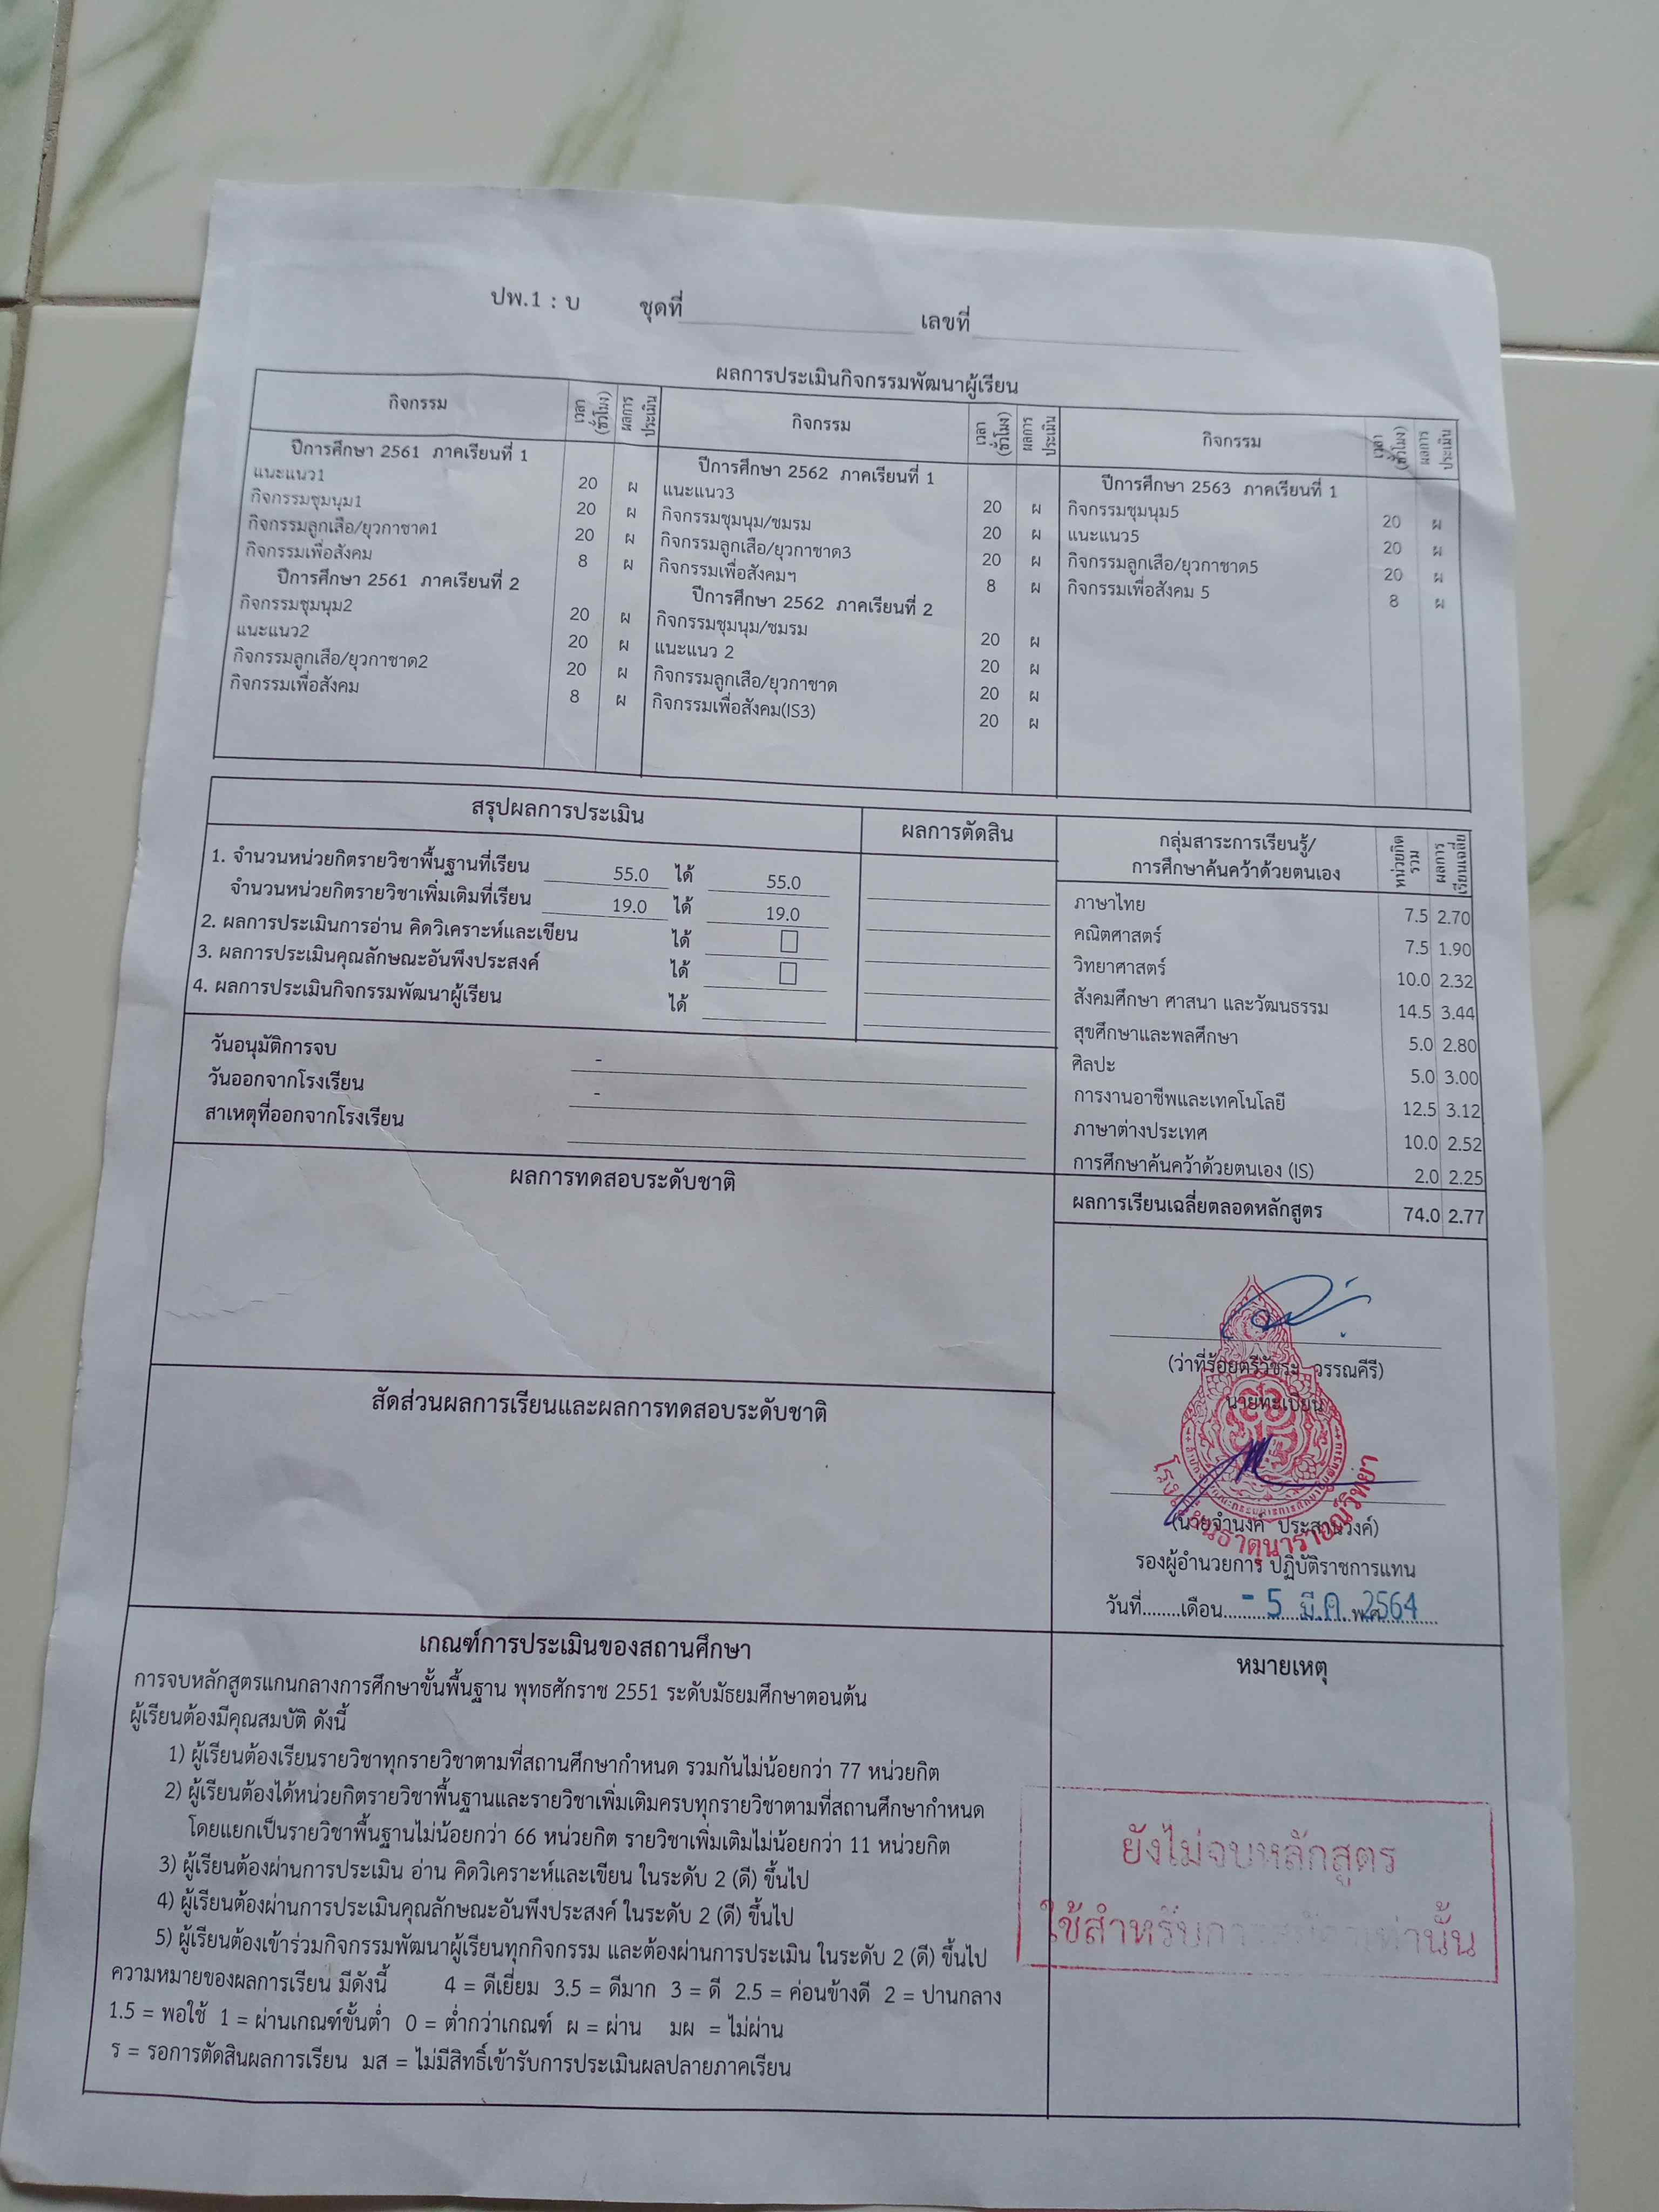 ปพ.1 : บ ชุดที่ เลขที่
ผลการประเมินกิจกรรมพัฒนาผู้เรียน
กิจกรรม เวลา (ชั่วโมง) ผลการประเมิน กิจกรรม เวลา (ชั่วโมง) ผลการประเมิน กิจกรรม เวลา (ชั่วโมง) ผลการประเมิน
ปีการศึกษา 2561 ภาคเรียนที่ 1
แนะแนว1 20 ผ
กิจกรรมชุมนุม1 20 ผ
กิจกรรมลูกเสือ/ยุวกาชาด1 20 ผ
กิจกรรมเพื่อสังคม 8 ผ
ปีการศึกษา 2561 ภาคเรียนที่ 2
กิจกรรมชุมนุม2 20 ผ
แนะแนว2 20 ผ
กิจกรรมลูกเสือ/ยุวกาชาด2 20 ผ
กิจกรรมเพื่อสังคม 8 ผ
ปีการศึกษา 2562 ภาคเรียนที่ 1
แนะแนว3 20 ผ
กิจกรรมชุมนุม/ชมรม 20 ผ
กิจกรรมลูกเสือ/ยุวกาชาด3 20 ผ
กิจกรรมเพื่อสังคมฯ 8 ผ
ปีการศึกษา 2562 ภาคเรียนที่ 2
กิจกรรมชุมนุม/ชมรม 20 ผ
แนะแนว 2 20 ผ
กิจกรรมลูกเสือ/ยุวกาชาด 20 ผ
กิจกรรมเพื่อสังคม(IS3) 20 ผ
ปีการศึกษา 2563 ภาคเรียนที่ 1
กิจกรรมชุมนุม5 20 ผ
แนะแนว5 20 ผ
กิจกรรมลูกเสือ/ยุวกาชาด5 20 ผ
กิจกรรมเพื่อสังคม 5 8 ผ
สรุปผลการประเมิน ผลการตัดสิน
1. จำนวนหน่วยกิตรายวิชาพื้นฐานที่เรียน 55.0 ได้ 55.0
จำนวนหน่วยกิตรายวิชาเพิ่มเติมที่เรียน 19.0 ได้ 19.0
2. ผลการประเมินการอ่าน คิดวิเคราะห์และเขียน ได้
3. ผลการประเมินคุณลักษณะอันพึงประสงค์ ได้
4. ผลการประเมินกิจกรรมพัฒนาผู้เรียน ได้
วันอนุมัติการจบ -
วันออกจากโรงเรียน -
สาเหตุที่ออกจากโรงเรียน
กลุ่มสาระการเรียนรู้/ การศึกษาค้นคว้าด้วยตนเอง หน่วยกิตรวม ผลการเรียนเฉลี่ย
ภาษาไทย 7.5 2.70
คณิตศาสตร์ 7.5 1.90
วิทยาศาสตร์ 10.0 2.32
สังคมศึกษา ศาสนา และวัฒนธรรม 14.5 3.44
สุขศึกษาและพลศึกษา 5.0 2.80
ศิลปะ 5.0 3.00
การงานอาชีพและเทคโนโลยี 12.5 3.12
ภาษาต่างประเทศ 10.0 2.52
การศึกษาค้นคว้าด้วยตนเอง (IS) 2.0 2.25
ผลการเรียนเฉลี่ยตลอดหลักสูตร 74.0 2.77
ผลการทดสอบระดับชาติ
สัดส่วนผลการเรียนและผลการทดสอบระดับชาติ
(ว่าที่ร้อยตรีวัชระ วรรณคีรี)
นายทะเบียน
(นายจำนงค์ ประสานวงค์)
รองผู้อำนวยการ ปฏิบัติราชการแทน
วันที่........เดือน - 5 มี.ค. พ.ศ. 2564
เกณฑ์การประเมินของสถานศึกษา
การจบหลักสูตรแกนกลางการศึกษาขั้นพื้นฐาน พุทธศักราช 2551 ระดับมัธยมศึกษาตอนต้น
ผู้เรียนต้องมีคุณสมบัติ ดังนี้
1) ผู้เรียนต้องเรียนรายวิชาทุกรายวิชาตามที่สถานศึกษากำหนด รวมกันไม่น้อยกว่า 77 หน่วยกิต
2) ผู้เรียนต้องได้หน่วยกิตรายวิชาพื้นฐานและรายวิชาเพิ่มเติมครบทุกรายวิชาตามที่สถานศึกษากำหนด
โดยแยกเป็นรายวิชาพื้นฐานไม่น้อยกว่า 66 หน่วยกิต รายวิชาเพิ่มเติมไม่น้อยกว่า 11 หน่วยกิต
3) ผู้เรียนต้องผ่านการประเมิน อ่าน คิดวิเคราะห์และเขียน ในระดับ 2 (ดี) ขึ้นไป
4) ผู้เรียนต้องผ่านการประเมินคุณลักษณะอันพึงประสงค์ ในระดับ 2 (ดี) ขึ้นไป
5) ผู้เรียนต้องเข้าร่วมกิจกรรมพัฒนาผู้เรียนทุกกิจกรรม และต้องผ่านการประเมิน ในระดับ 2 (ดี) ขึ้นไป
ความหมายของผลการเรียน มีดังนี้ 4 = ดีเยี่ยม 3.5 = ดีมาก 3 = ดี 2.5 = ค่อนข้างดี 2 = ปานกลาง
1.5 = พอใช้ 1 = ผ่านเกณฑ์ขั้นต่ำ 0 = ต่ำกว่าเกณฑ์ ผ = ผ่าน มผ = ไม่ผ่าน
ร = รอการตัดสินผลการเรียน มส = ไม่มีสิทธิ์เข้ารับการประเมินผลปลายภาคเรียน
หมายเหตุ
ยังไม่จบหลักสูตร
ใช้สำหรับ เท่านั้น